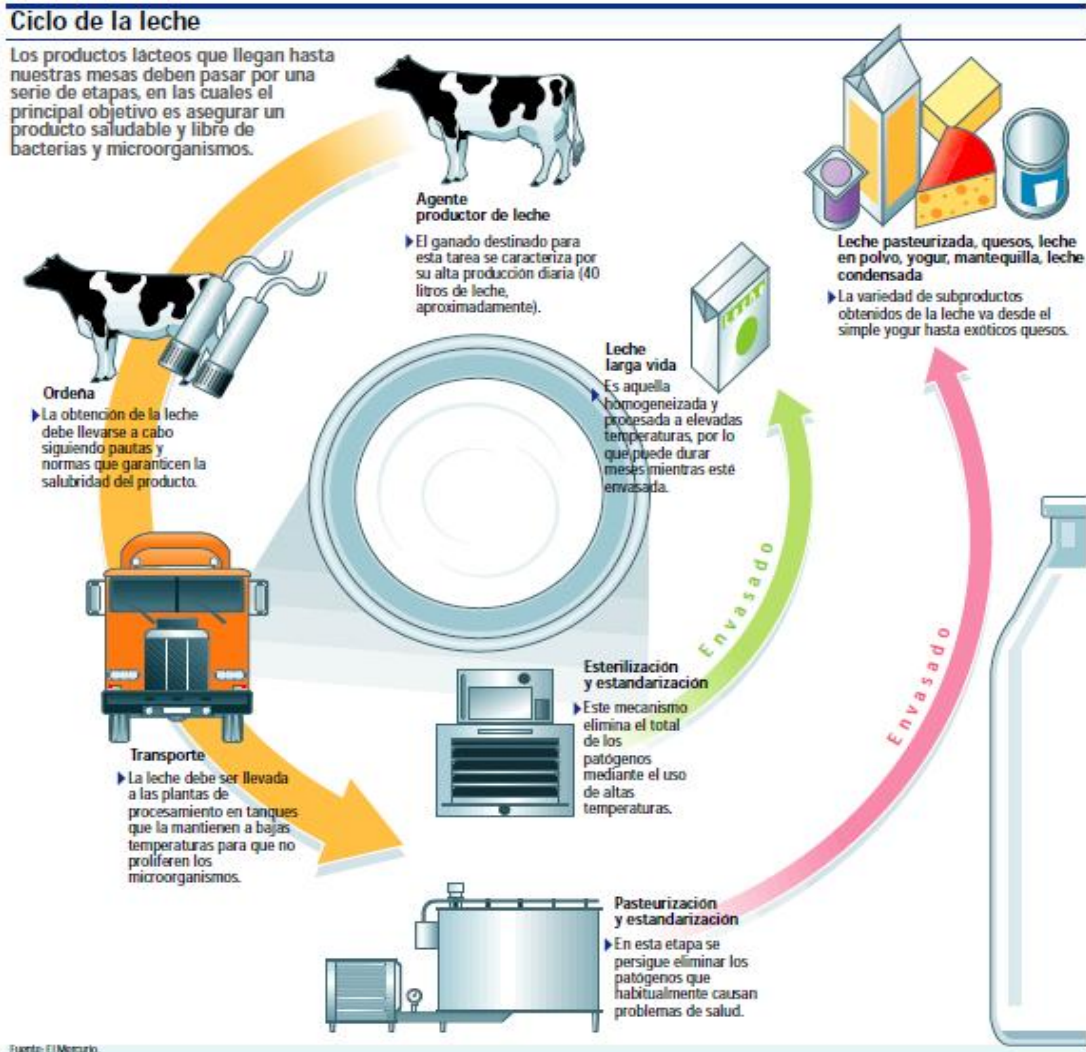 Ciclo de la leche
Los productos lácteos que llegan hasta
nuestras mesas deben pasar por una
serie de etapas, en las cuales el
principal objetivo es asegurar un
producto saludable y libre de
bacterias y microorganismos.
Agente
productor de leche
El ganado destinado para
esta tarea se caracteriza por
su alta producción diaria (40
litros de leche,
aproximadamente).
Ordeña
La obtención de la leche
debe llevarse a cabo
siguiendo pautas y
normas que garanticen la
salubridad del producto.
Transporte
La leche debe ser llevada
a las plantas de
procesamiento en tanques
que la mantienen a bajas
temperaturas para que no
proliferen los
microorganismos.
Pasteurización
y estandarización
En esta etapa se
persigue eliminar los
patógenos que
habitualmente causan
problemas de salud.
Esterilización
y estandarización
Este mecanismo
elimina el total
de los
patógenos
mediante el uso
de altas
temperaturas.
Envasado
Envasado
Leche
larga vida
Es aquella
homogeneizada y
procesada a elevadas
temperaturas, por lo
que puede durar
meses mientras esté
envasada.
LECHE
Leche pasteurizada, quesos, leche
en polvo, yogur, mantequilla, leche
condensada
La variedad de subproductos
obtenidos de la leche va desde el
simple yogur hasta exóticos quesos.
Fuente: El Mercurio.